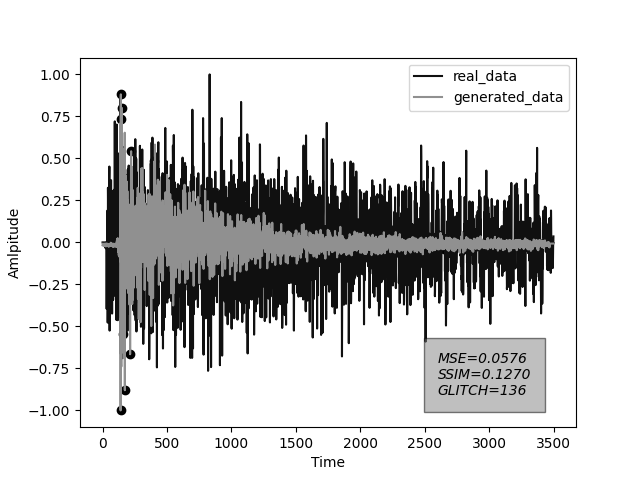 real_data
generated_data
1.00
0.75
0.50
0.25
0.00
−0.25
−0.50
−0.75
−1.00
Amlpitude
MSE=0.0576
SSIM=0.1270
GLITCH=136
0 500 1000 1500 2000 2500 3000 3500
Time